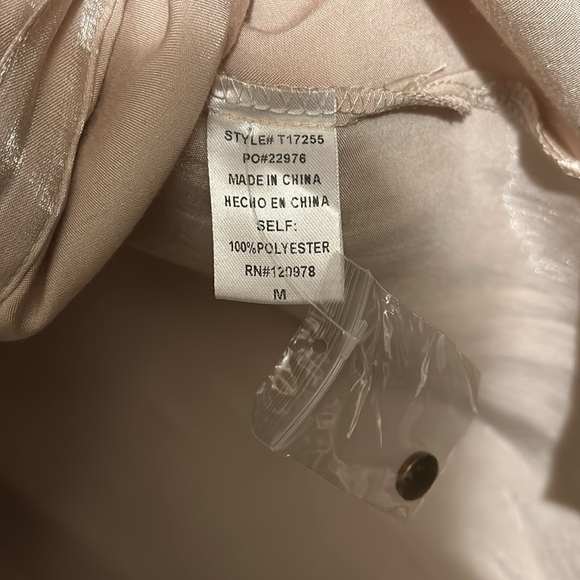 STYLE# T17255
PO#22976
MADE IN CHINA
HECHO EN CHINA
SELF:
100%POLYESTER
RN#120978
M